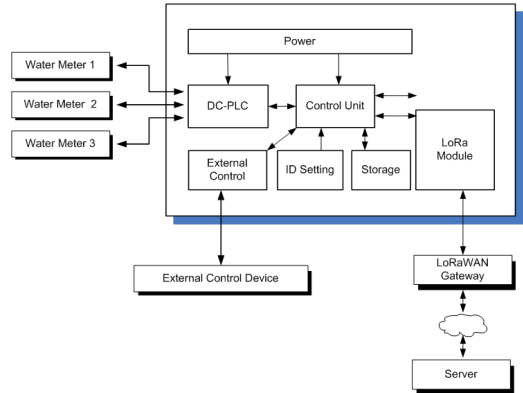 Power
Water Meter 1
Water Meter 2
Water Meter 3
DC-PLC
Control Unit
LoRa
Module
External
Control
ID Setting
Storage
External Control Device
LoRaWAN
Gateway
Server